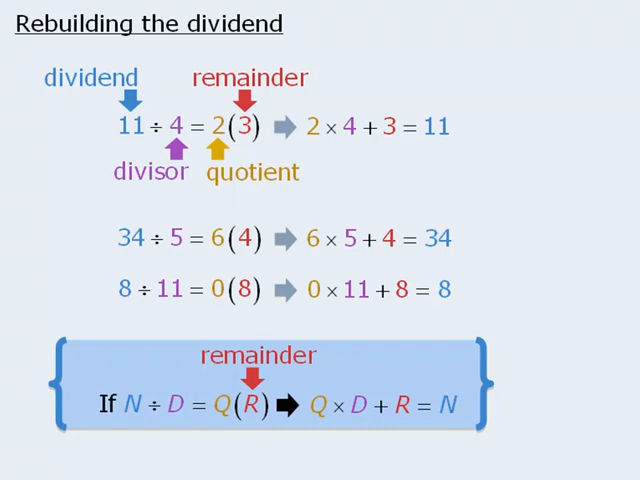 Rebuilding the dividend
dividend remainder
11 ÷ 4 = 2(3) 2 × 4 + 3 = 11
divisor quotient
34 ÷ 5 = 6(4) 6 × 5 + 4 = 34
8 ÷ 11 = 0(8) 0 × 11 + 8 = 8
remainder
If N ÷ D = Q(R) Q × D + R = N